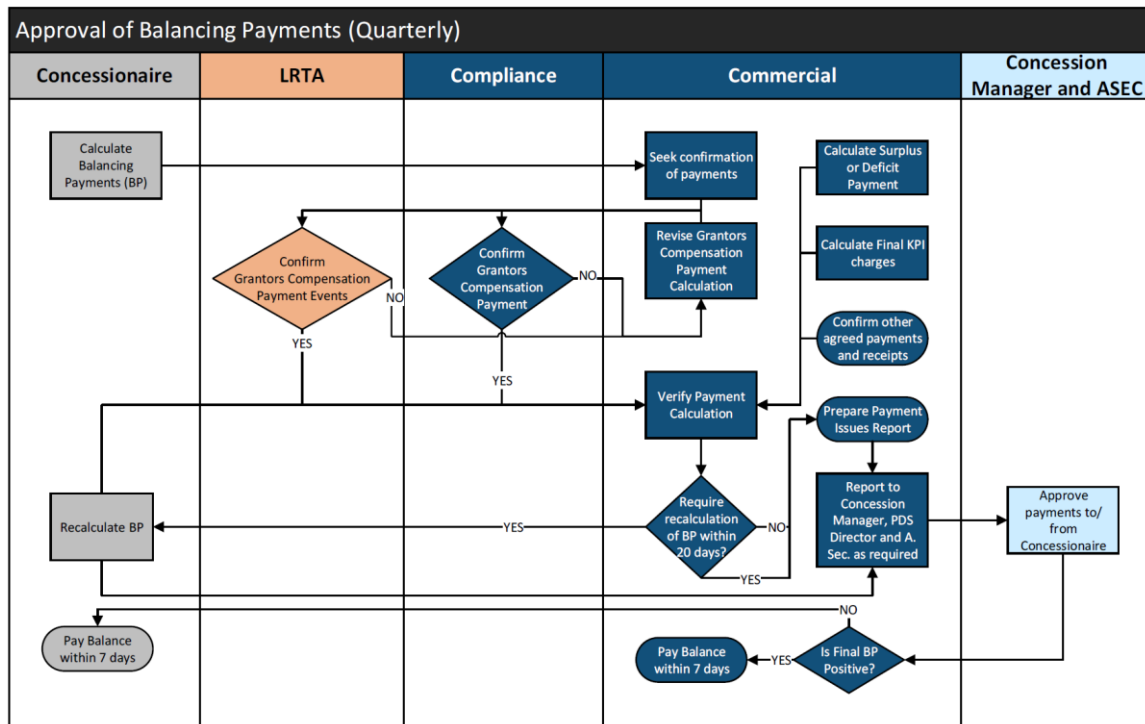 Approval of Balancing Payments (Quarterly)
Concessionaire
LRTA
Compliance
Commercial
Concession
Manager and ASEC
Calculate
Balancing
Payments (BP)
Seek confirmation
of payments
Calculate Surplus
or Deficit
Payment
Confirm
Grantors Compensation
Payment Events
NO
YES
Confirm
Grantors
Compensation
Payment
NO
YES
Revise Grantors
Compensation
Payment
Calculation
Calculate Final KPI
charges
Confirm other
agreed payments
and receipts
Verify Payment
Calculation
Prepare Payment
Issues Report
Recalculate BP
YES
Require
recalculation
of BP within
20 days?
NO
YES
Report to
Concession
Manager, PDS
Director and A.
Sec. as required
Approve
payments to/
from
Concessionaire
NO
Pay Balance
within 7 days
Pay Balance
within 7 days
YES
Is Final BP
Positive?